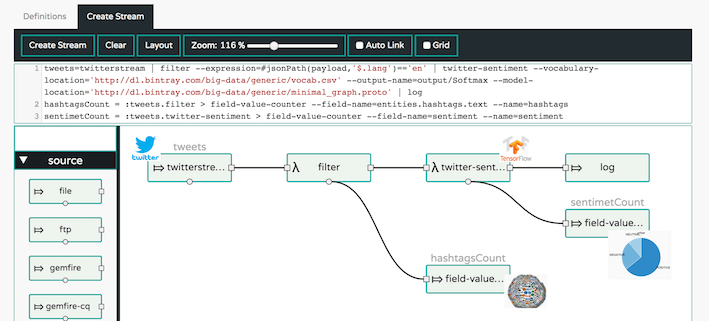 Definitions
Create Stream
Create Stream Clear Layout Zoom: 116 % Auto Link Grid
1 tweets=twitterstream | filter --expression=#jsonPath(payload,'$.lang')=='en' | twitter-sentiment --vocabulary-
location='http://dl.bintray.com/big-data/generic/vocab.csv' --output-name=output/Softmax --model-
location='http://dl.bintray.com/big-data/generic/minimal_graph.proto' | log
2 hashtagsCount = :tweets.filter > field-value-counter --field-name=entities.hashtags.text --name=hashtags
3 sentimetCount = :tweets.twitter-sentiment > field-value-counter --field-name=sentiment --name=sentiment
source
file
ftp
gemfire
gemfire-cq
twitter
tweets
twitterstre...
λ filter
TensorFlow
λ twitter-sent...
log
sentimetCount
field-value...
hashtagsCount
field-value...